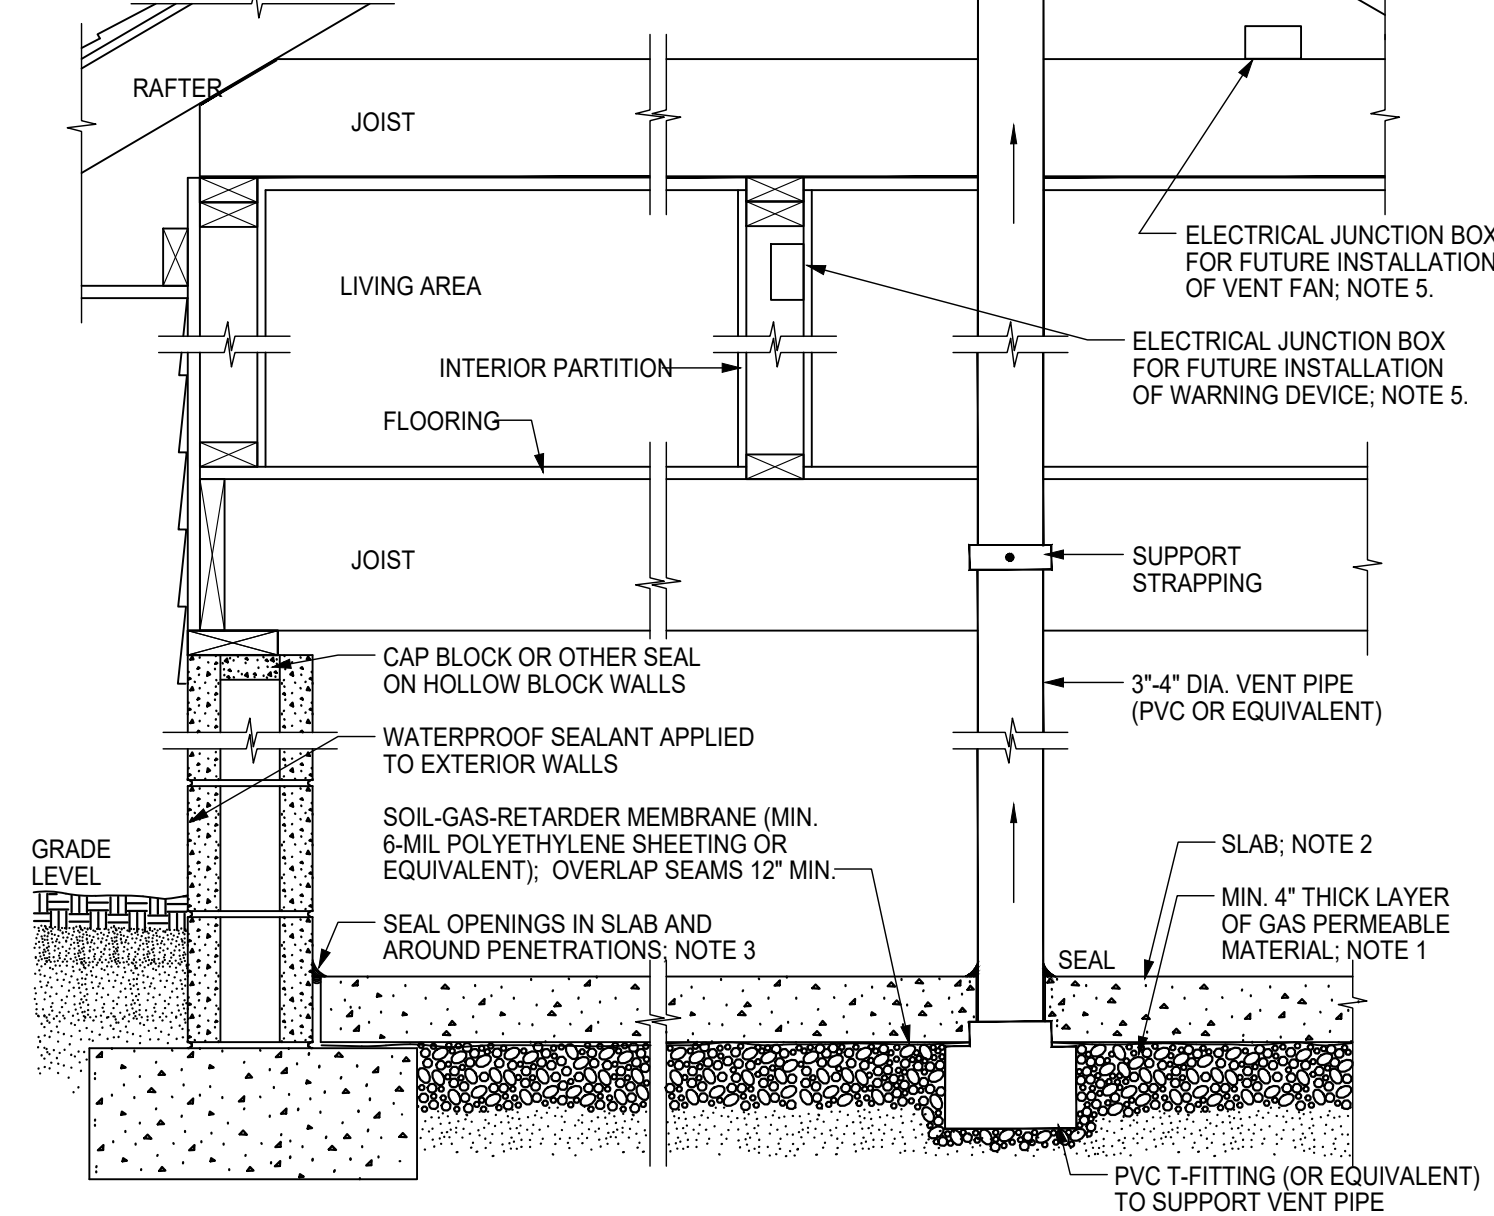 RAFTER
JOIST
ELECTRICAL JUNCTION BOX
FOR FUTURE INSTALLATION
OF VENT FAN; NOTE 5.
LIVING AREA
ELECTRICAL JUNCTION BOX
FOR FUTURE INSTALLATION
OF WARNING DEVICE; NOTE 5.
INTERIOR PARTITION
FLOORING
JOIST
SUPPORT
STRAPPING
CAP BLOCK OR OTHER SEAL
ON HOLLOW BLOCK WALLS
3"-4" DIA. VENT PIPE
(PVC OR EQUIVALENT)
WATERPROOF SEALANT APPLIED
TO EXTERIOR WALLS
SOIL-GAS-RETARDER MEMBRANE (MIN.
6-MIL POLYETHYLENE SHEETING OR
EQUIVALENT);  OVERLAP SEAMS 12" MIN.
GRADE
LEVEL
SLAB; NOTE 2
MIN. 4" THICK LAYER
OF GAS PERMEABLE
MATERIAL; NOTE 1
SEAL OPENINGS IN SLAB AND
AROUND PENETRATIONS; NOTE 3
SEAL
PVC T-FITTING (OR EQUIVALENT)
TO SUPPORT VENT PIPE